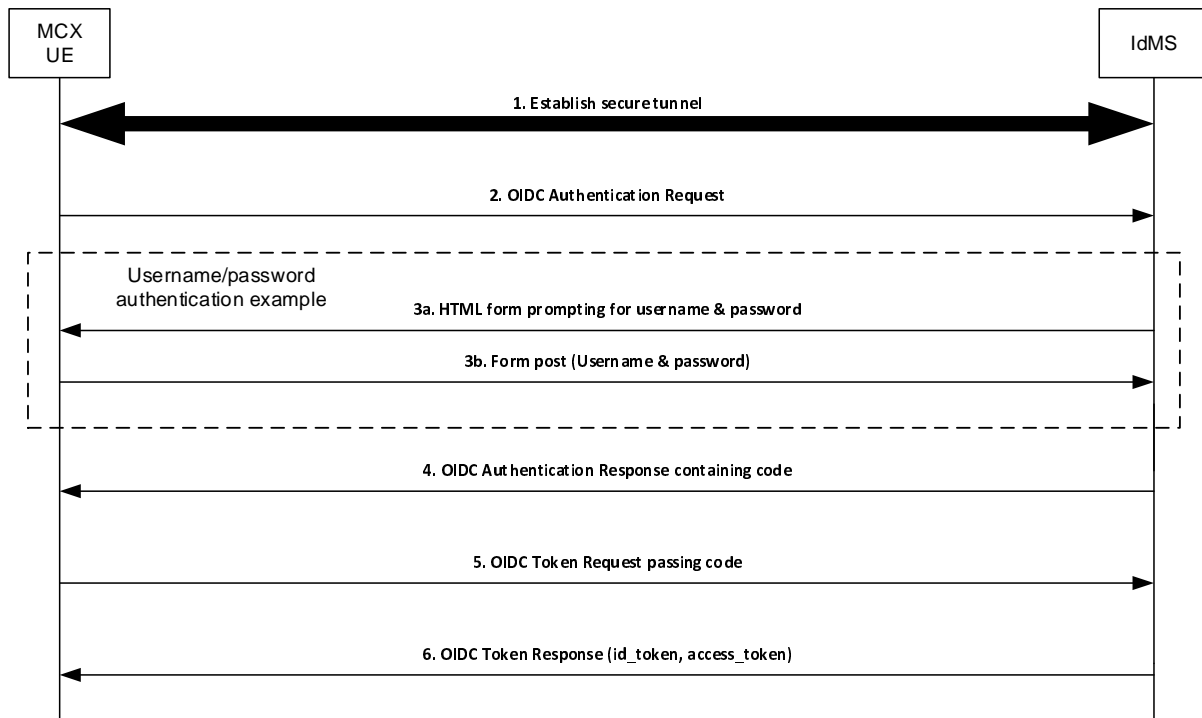 MCX
UE
IdMS
1. Establish secure tunnel
2. OIDC Authentication Request
Username/password
authentication example
3a. HTML form prompting for username & password
3b. Form post (Username & password)
4. OIDC Authentication Response containing code
5. OIDC Token Request passing code
6. OIDC Token Response (id_token, access_token)